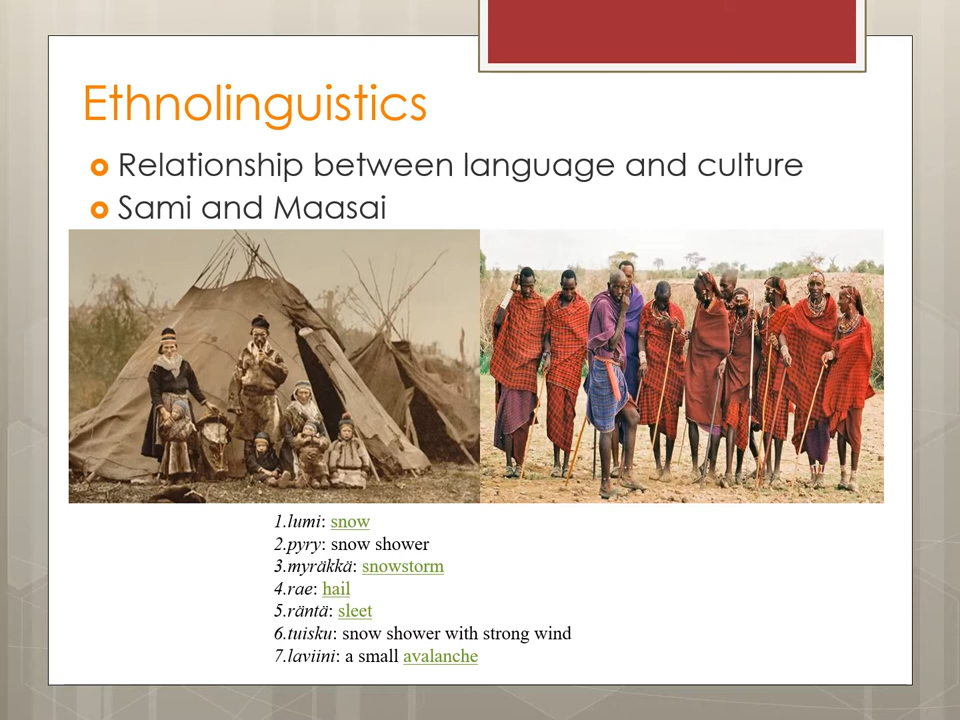 Ethnolinguistics
Relationship between language and culture
Sami and Maasai
1.lumi: snow
2.pyry: snow shower
3.myräkkä: snowstorm
4.rae: hail
5.räntä: sleet
6.tuisku: snow shower with strong wind
7.laviini: a small avalanche